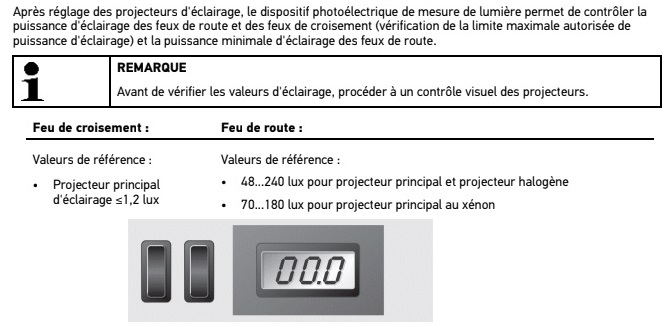 Après réglage des projecteurs d'éclairage, le dispositif photoélectrique de mesure de lumière permet de contrôler la
puissance d'éclairage des feux de route et des feux de croisement (vérification de la limite maximale autorisée de
puissance d'éclairage) et la puissance minimale d'éclairage des feux de route.
REMARQUE
Avant de vérifier les valeurs d'éclairage, procéder à un contrôle visuel des projecteurs.
Feu de croisement :
Feu de route :
Valeurs de référence :
• Projecteur principal
d'éclairage ≤1,2 lux
Valeurs de référence :
• 48...240 lux pour projecteur principal et projecteur halogène
• 70...180 lux pour projecteur principal au xénon
00.0